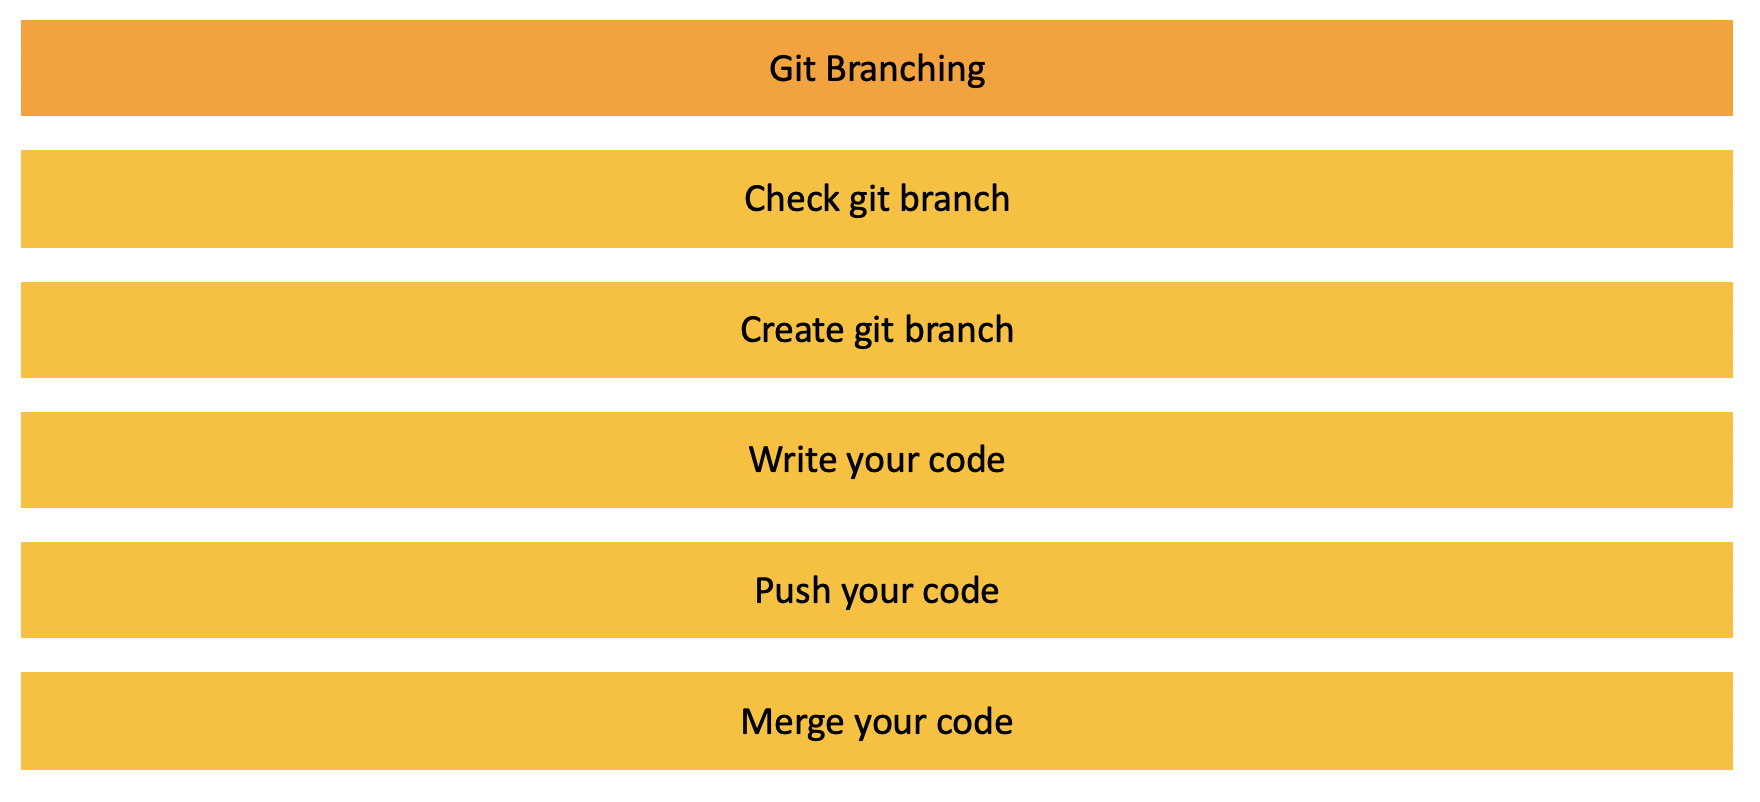 Git Branching
Check git branch
Create git branch
Write your code
Push your code
Merge your code